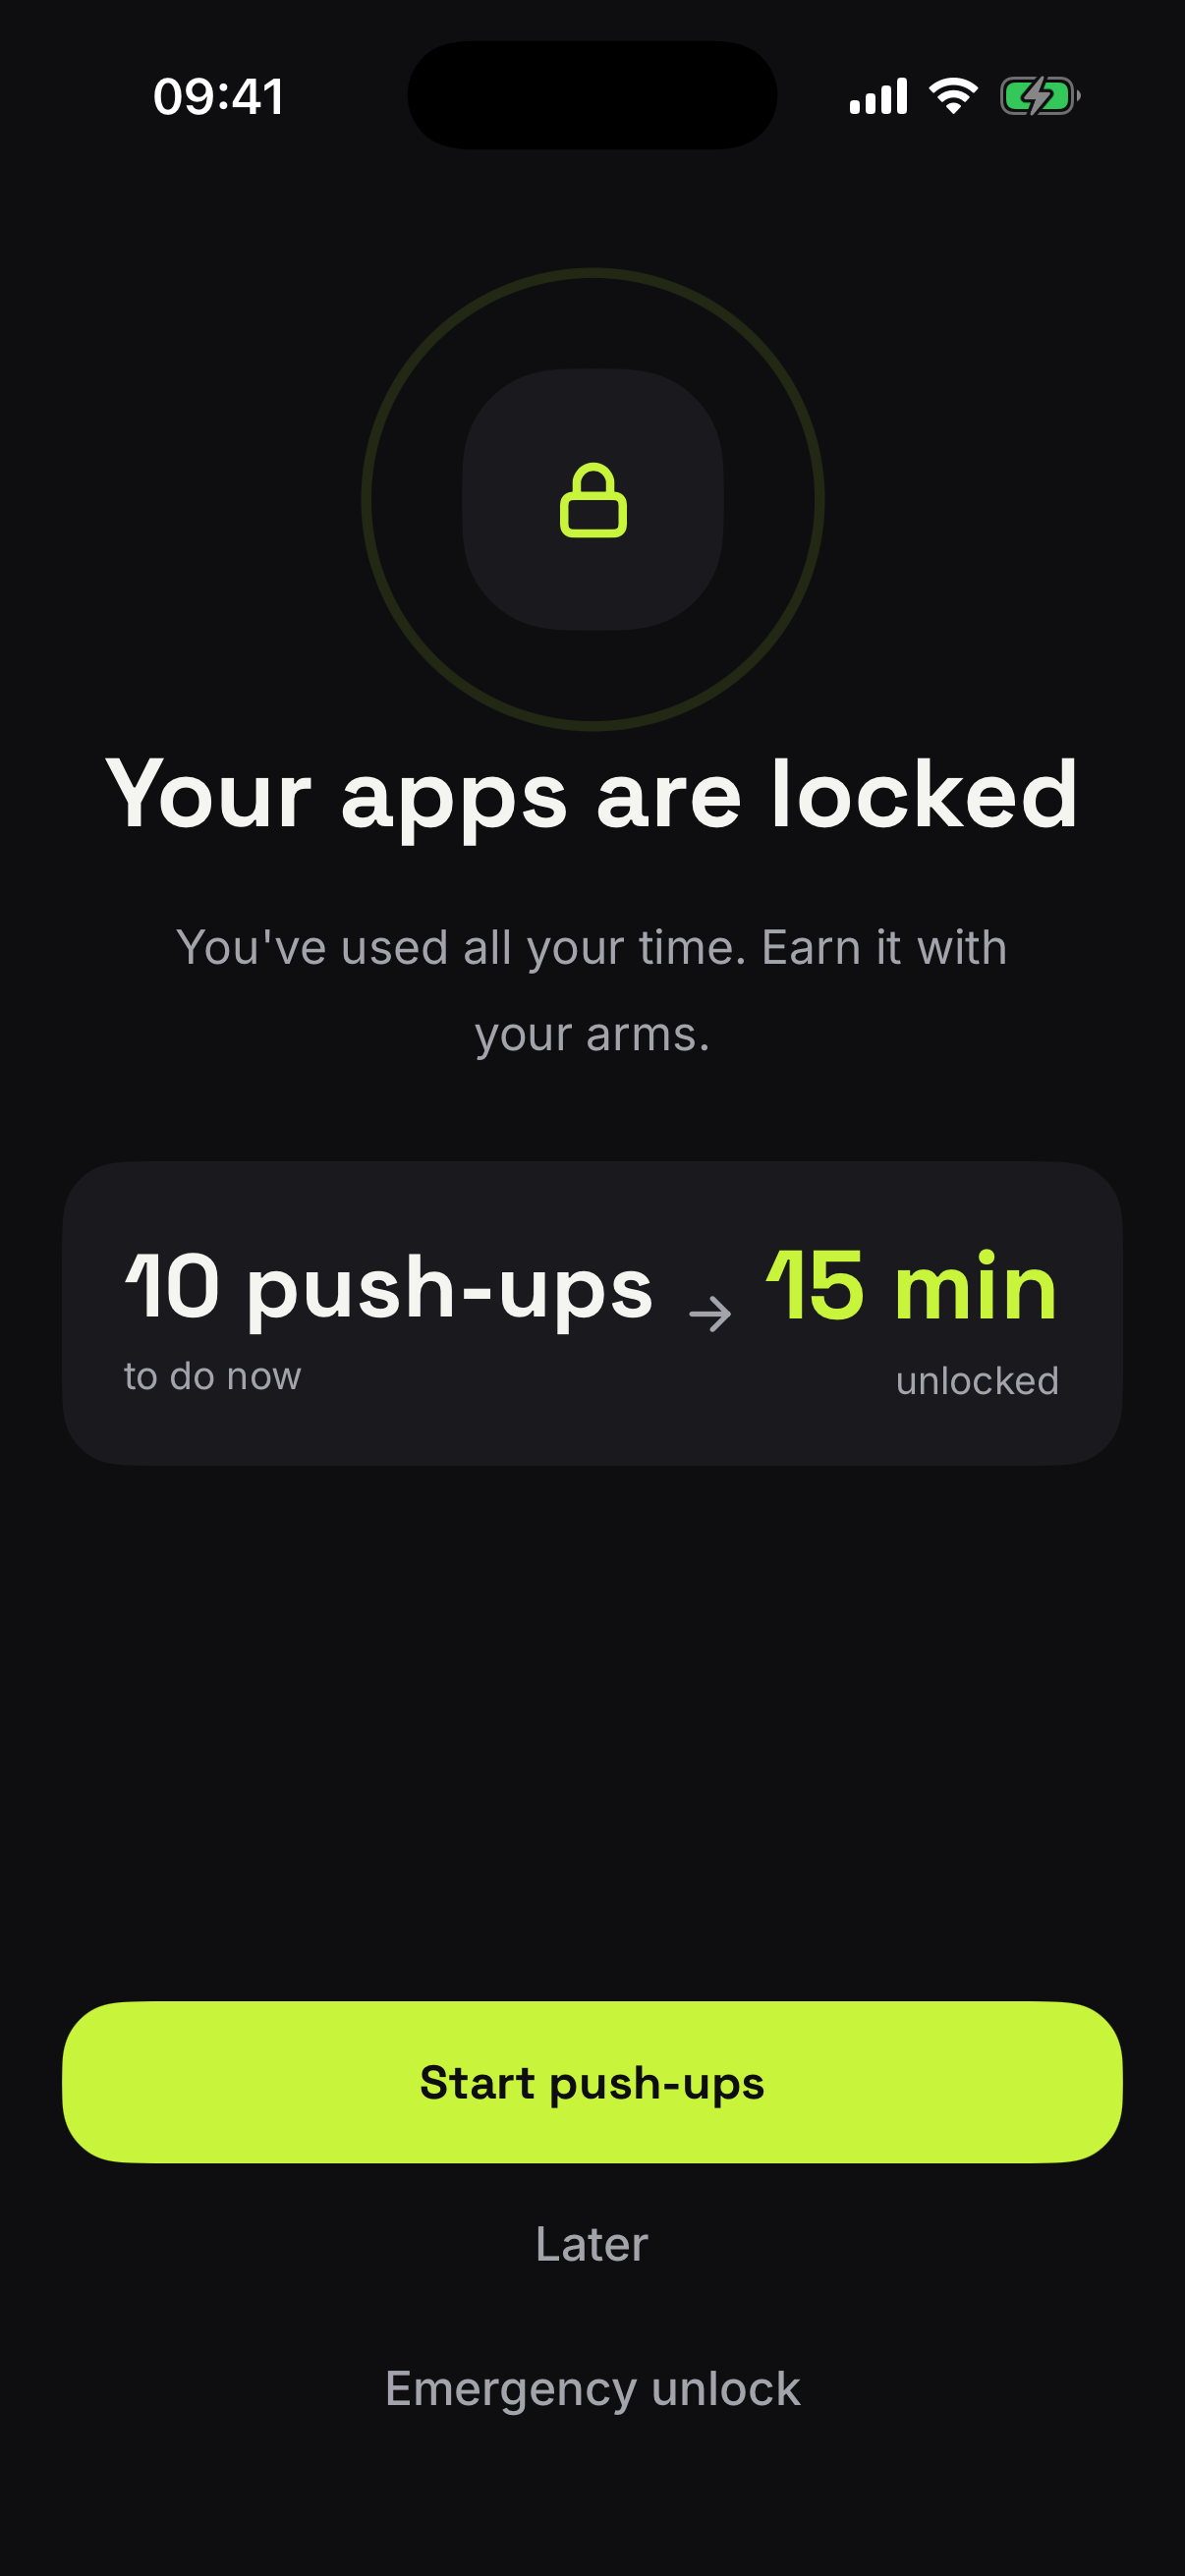 09:41
Your apps are locked
You've used all your time. Earn it with
your arms.
10 push-ups → 15 min
to do now
unlocked
Start push-ups
Later
Emergency unlock